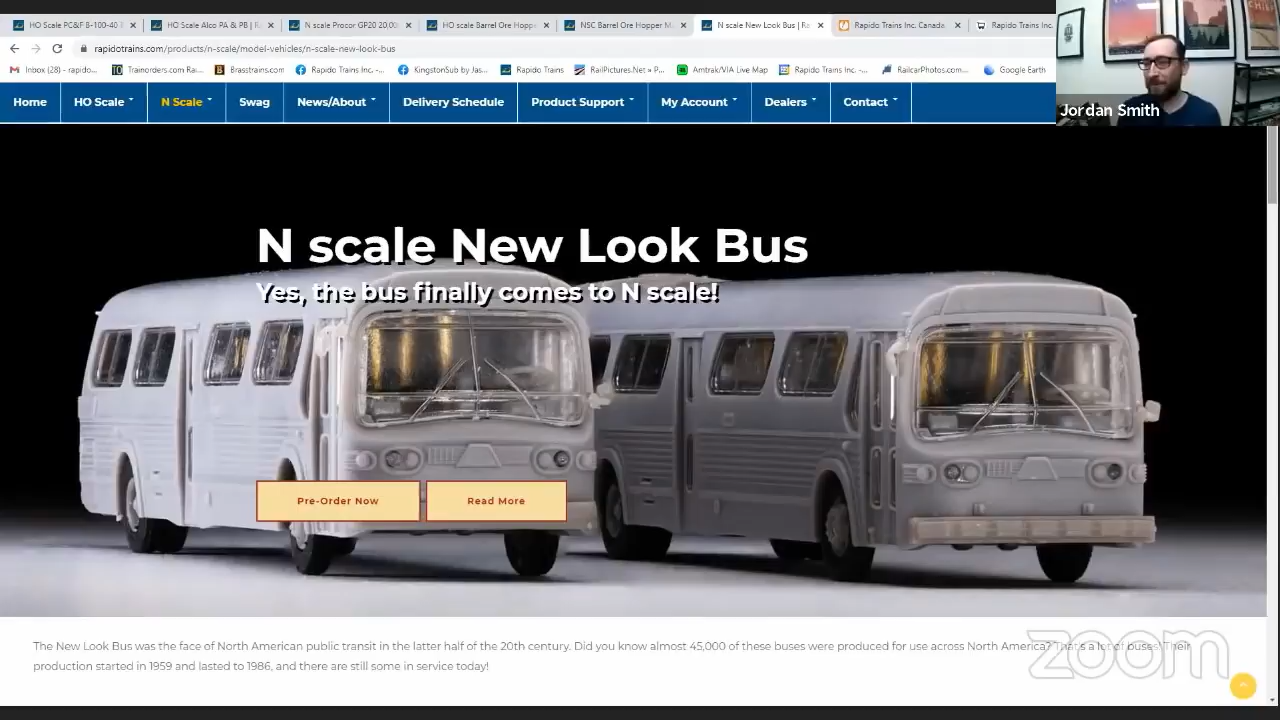 HO Scale PC&F B-100-40
HO Scale Alco PA & PB | R
N scale Procor GP20 20,00
HO scale Barrel Ore Hopp
NSC Barrel Ore Hopper M
N scale New Look Bus | Ra
Rapido Trains Inc. Canada
Rapido Trains Inc.
rapidotrains.com/products/n-scale/model-vehicles/n-scale-new-look-bus
Inbox (28) - rapido...
Trainorders.com Rai...
Brasstrains.com
Rapido Trains Inc. -...
KingstonSub by Jas...
Rapido Trains
RailPictures.Net » P...
Amtrak/VIA Live Map
Rapido Trains Inc. -...
RailcarPhotos.com...
Google Earth
Jordan Smith
Home
HO Scale
N Scale
Swag
News/About
Delivery Schedule
Product Support
My Account
Dealers
Contact
N scale New Look Bus
Yes, the bus finally comes to N scale!
Pre-Order Now
Read More
The New Look Bus was the face of North American public transit in the latter half of the 20th century. Did you know almost 45,000 of these buses were produced for use across North America? That's a lot of buses! Their
production started in 1959 and lasted to 1986, and there are still some in service today!
zoom